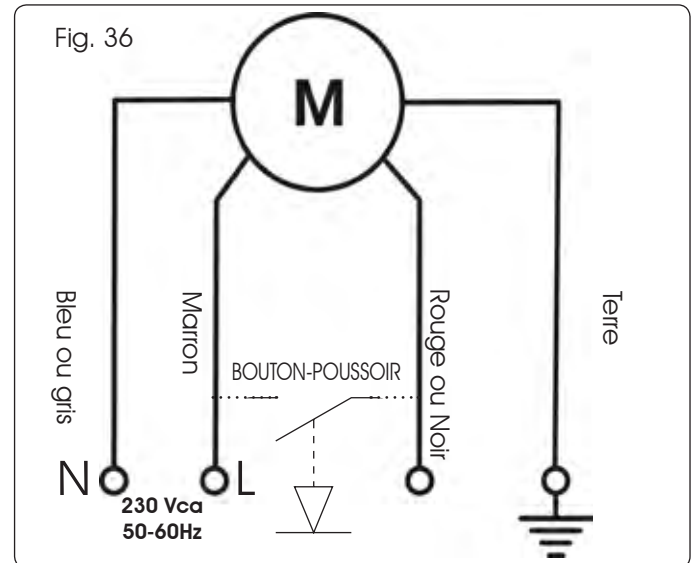 Fig. 36
M
Bleu ou gris
Marron
BOUTON-POUSSOIR
Rouge ou Noir
Terre
N
L
230 Vca
50-60Hz